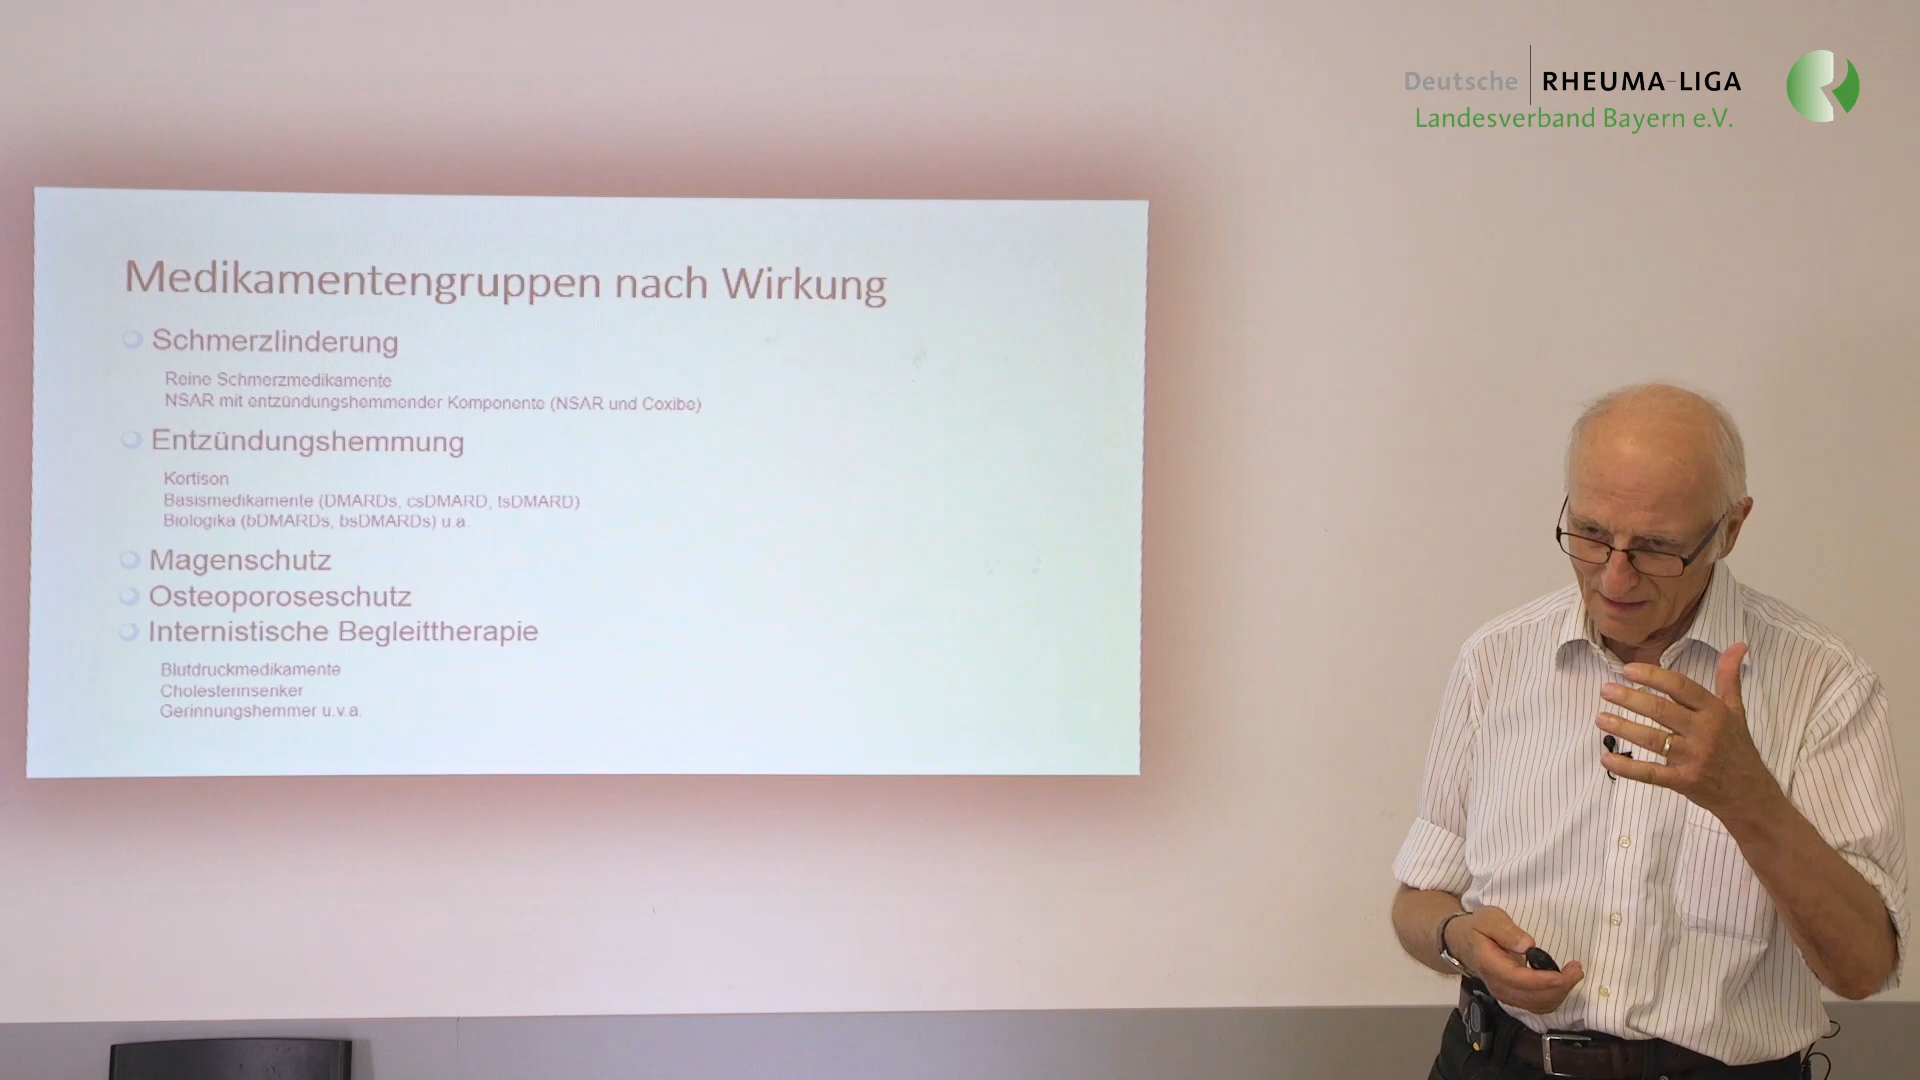 Deutsche RHEUMA-LIGA
Landesverband Bayern e.V.
Medikamentengruppen nach Wirkung
Schmerzlinderung
Reine Schmerzmedikamente
NSAR mit entzündungshemmender Komponente (NSAR und Coxibe)
Entzündungshemmung
Kortison
Basismedikamente (DMARDs, csDMARD, tsDMARD)
Biologika (bDMARDs, bsDMARDs) u.a.
Magenschutz
Osteoporoseschutz
Internistische Begleittherapie
Blutdruckmedikamente
Cholesterinsenker
Gerinnungshemmer u.v.a.